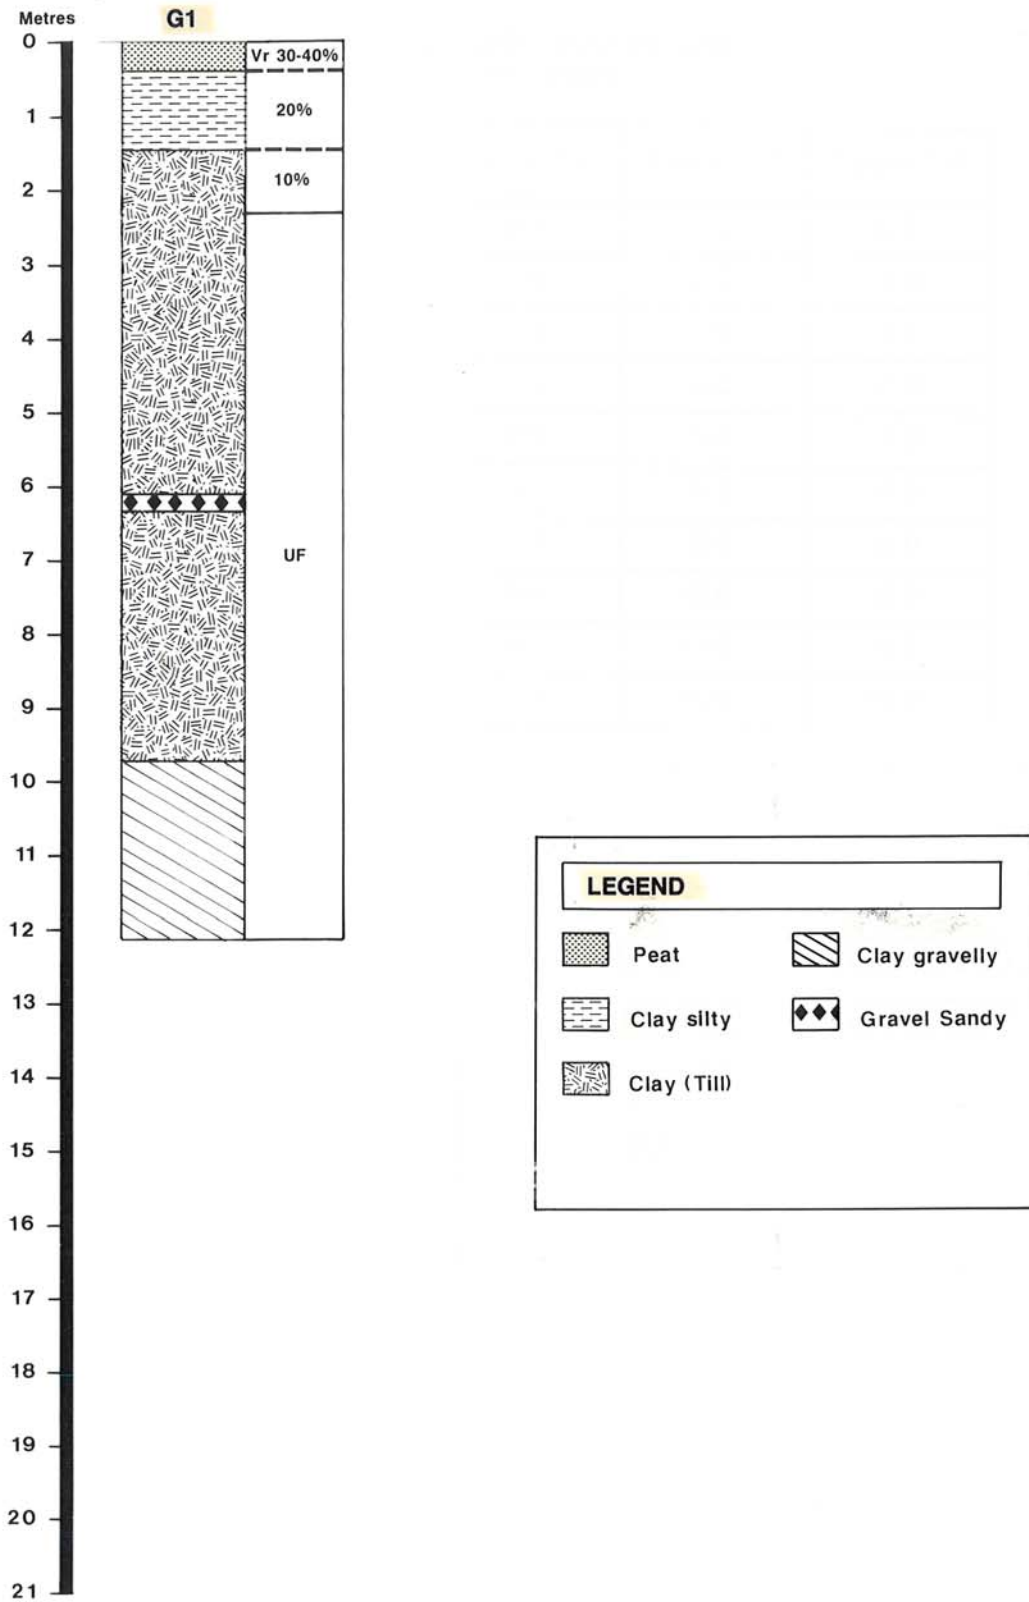 Metres
G1
0
Vr 30-40%
1
20%
2
10%
3
4
5
6
7
UF
8
9
10
11
LEGEND
12
Peat
Clay gravelly
13
Clay silty
Gravel Sandy
14
Clay (Till)
15
16
17
18
19
20
21